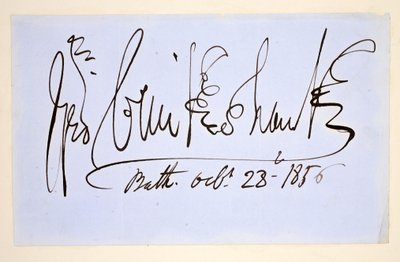 Geo Cruikshank
Bath. Octr 23 - 1856